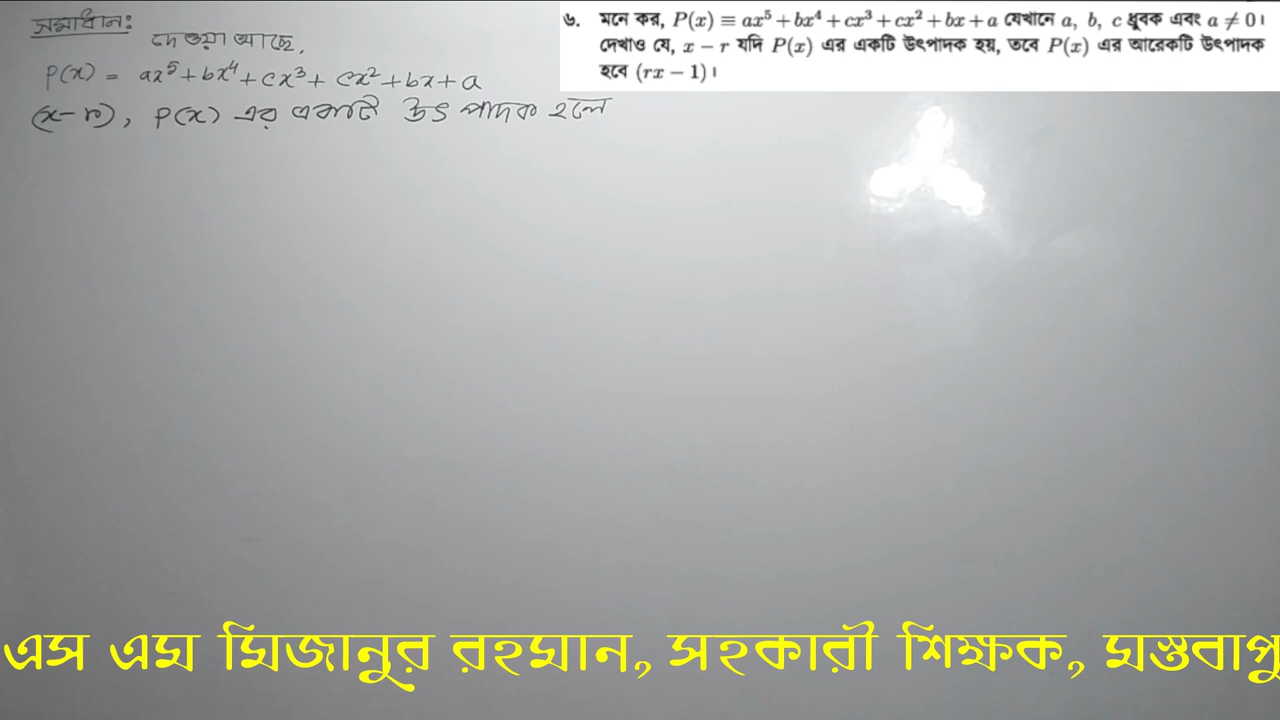 সমাধানঃ
দেওয়া আছে,
P(x) = ax⁵ + bx⁴ + cx³ + cx² + bx + a
(x-r), P(x) এর একটি উৎপাদক হলে
৬. মনে কর, P(x) ≡ ax⁵ + bx⁴ + cx³ + cx² + bx + a যেখানে a, b, c ধ্রুবক এবং a ≠ 0।
দেখাও যে, x − r যদি P(x) এর একটি উৎপাদক হয়, তবে P(x) এর আরেকটি উৎপাদক
হবে (rx − 1)।
এস এম মিজানুর রহমান, সহকারী শিক্ষক, মস্তবাপু